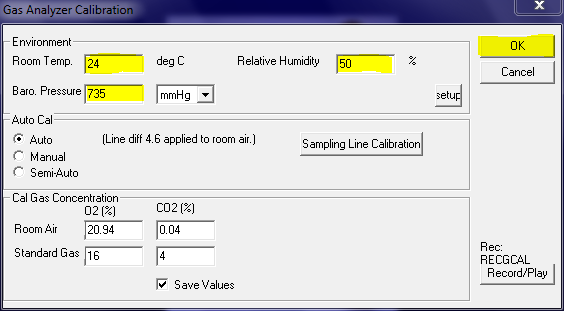 Gas Analyzer Calibration
x
Environment
Room Temp. 24 deg C Relative Humidity 50 %
Baro. Pressure 735 mmHg setup
OK
Cancel
Auto Cal
Auto (Line diff 4.6 applied to room air.) Sampling Line Calibration
Manual
Semi-Auto
Cal Gas Concentration
O2 (%) CO2 (%)
Room Air 20.94 0.04
Standard Gas 16 4
Save Values
Rec:
RECGCAL
Record/Play